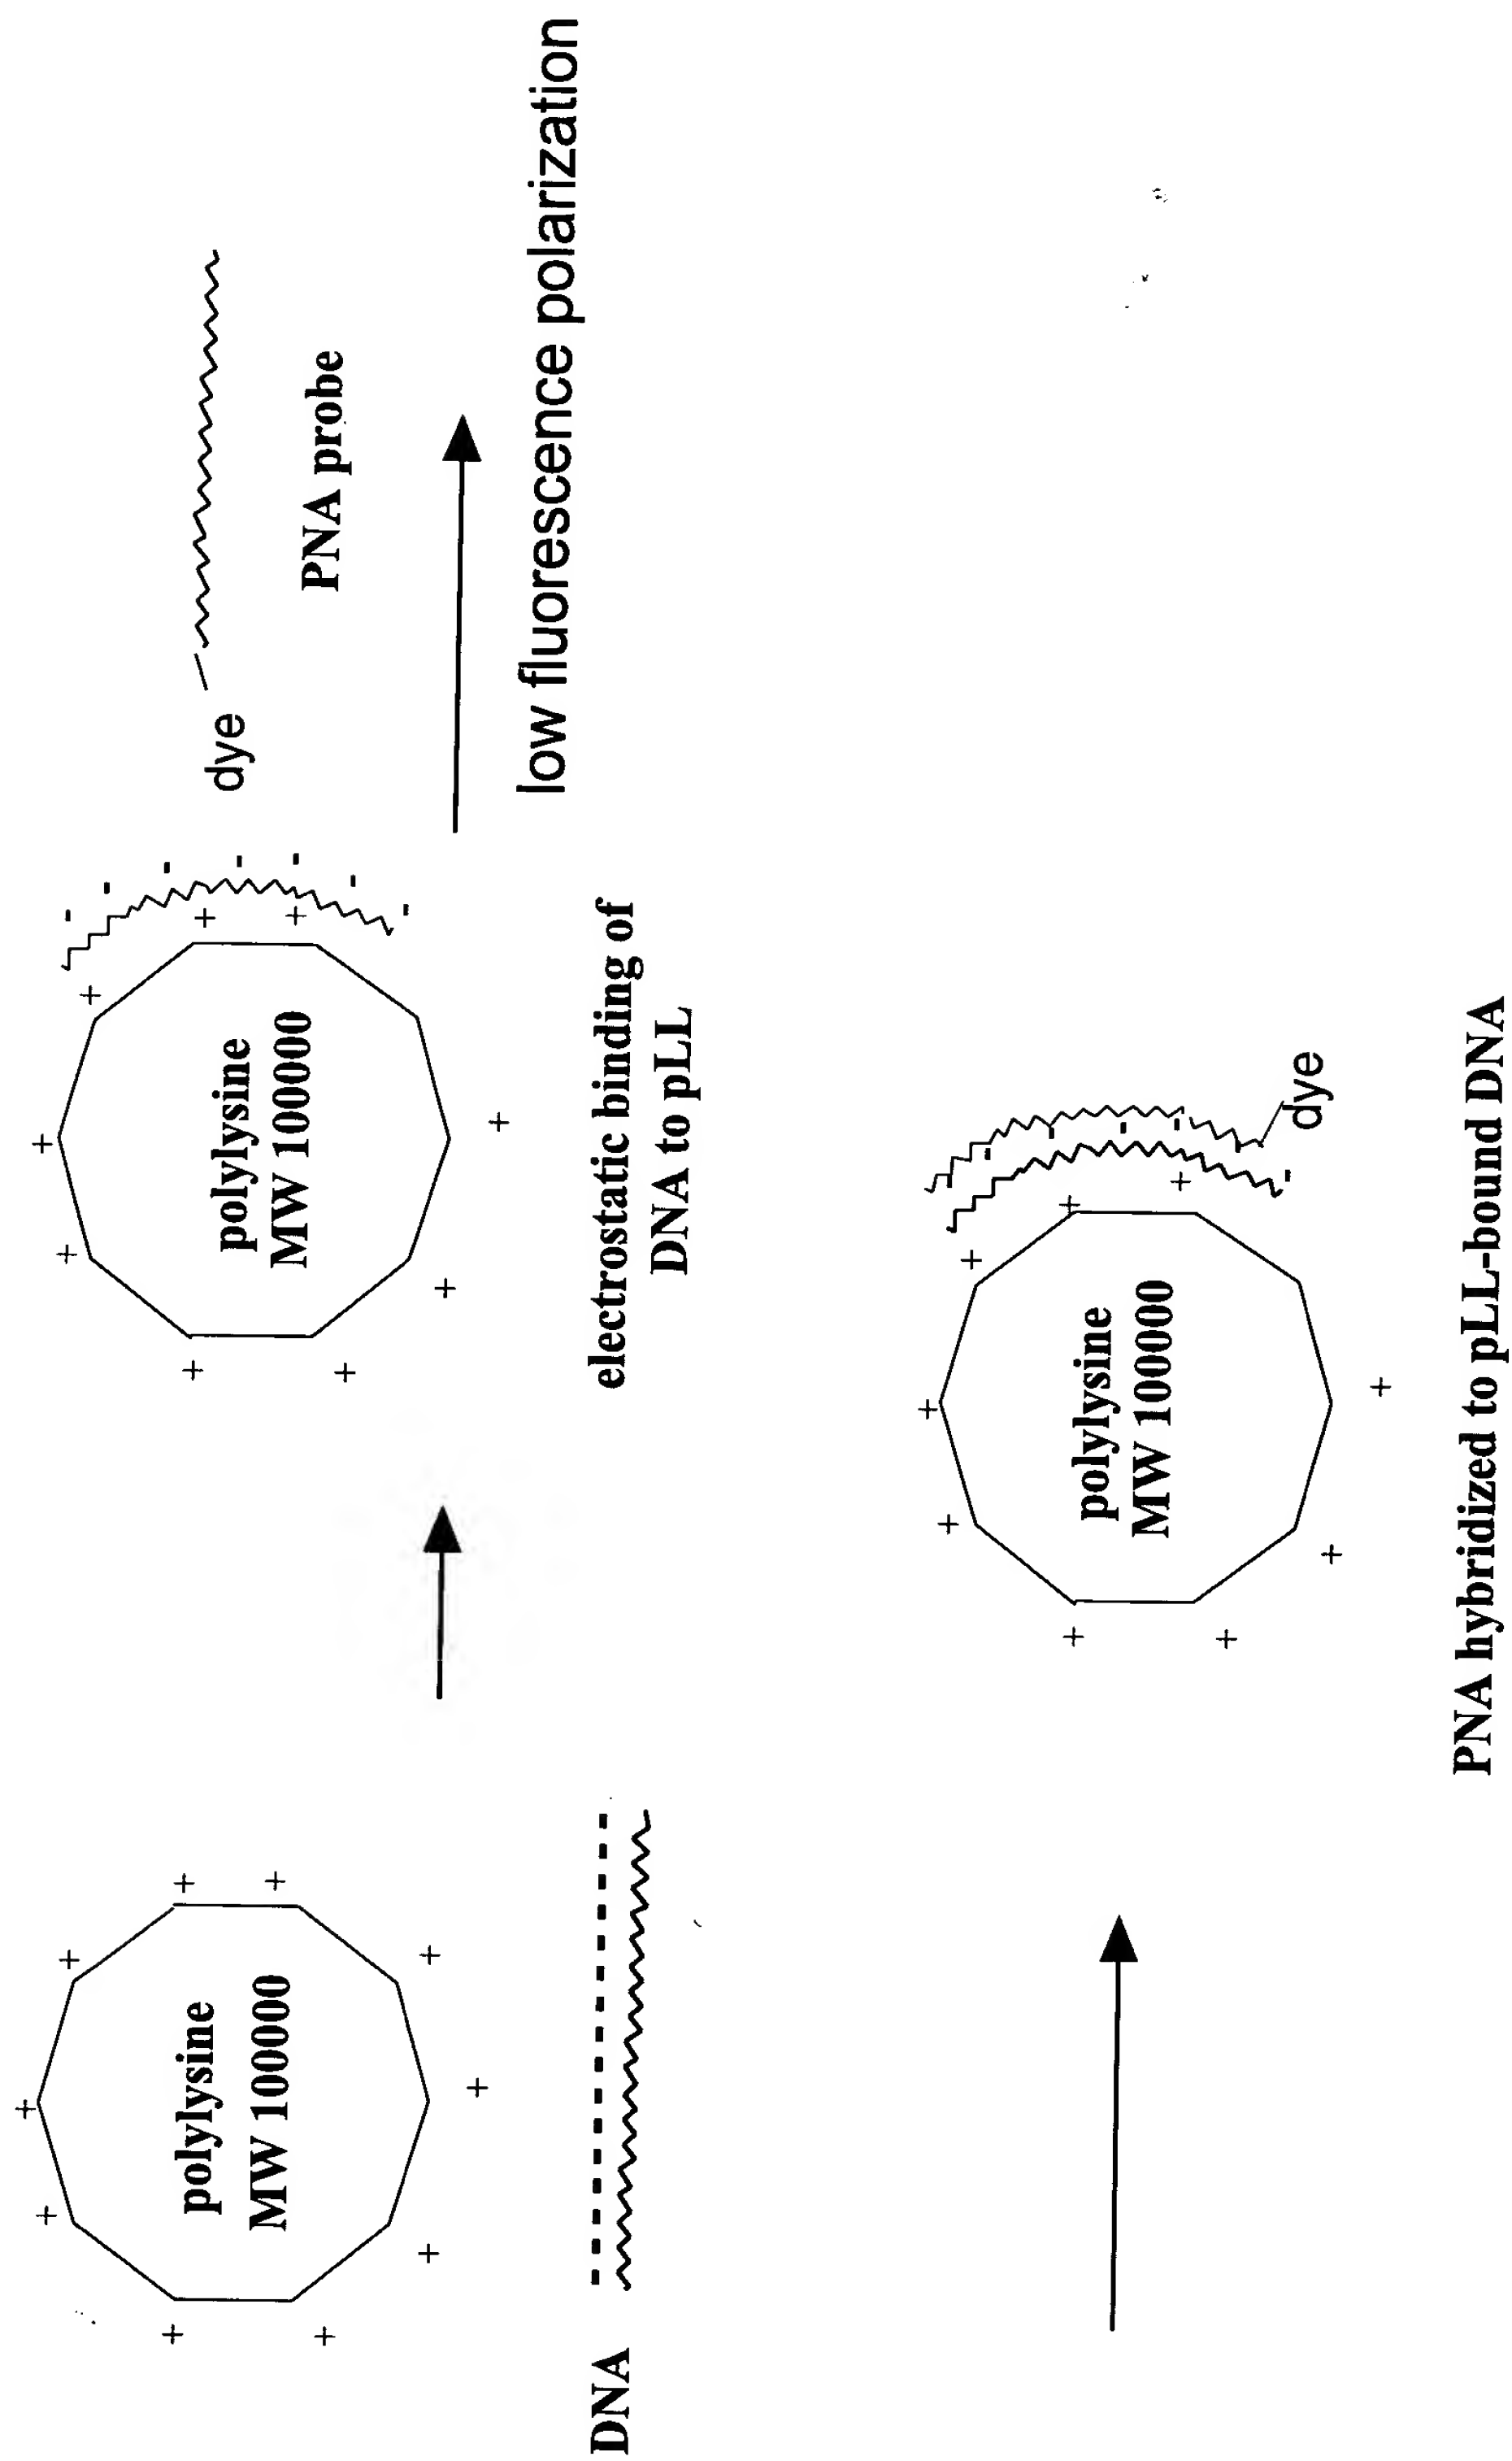 polylysine
MW 100000
DNA
polylysine
MW 100000
electrostatic binding of
DNA to pLL
dye
PNA probe
low fluorescence polarization
polylysine
MW 100000
dye
PNA hybridized to pLL-bound DNA